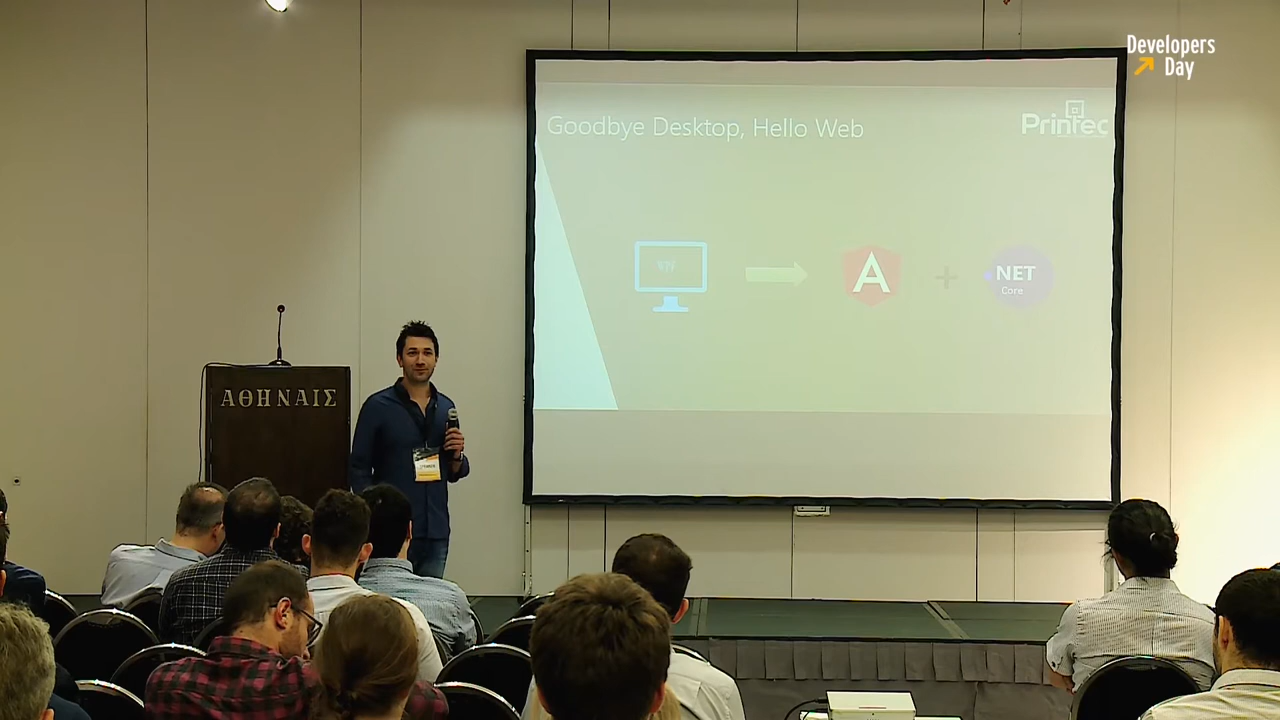 Developers
Day
Goodbye Desktop, Hello Web
Printec
A
NET
Core
ΑΘΗΝΑΙΣ